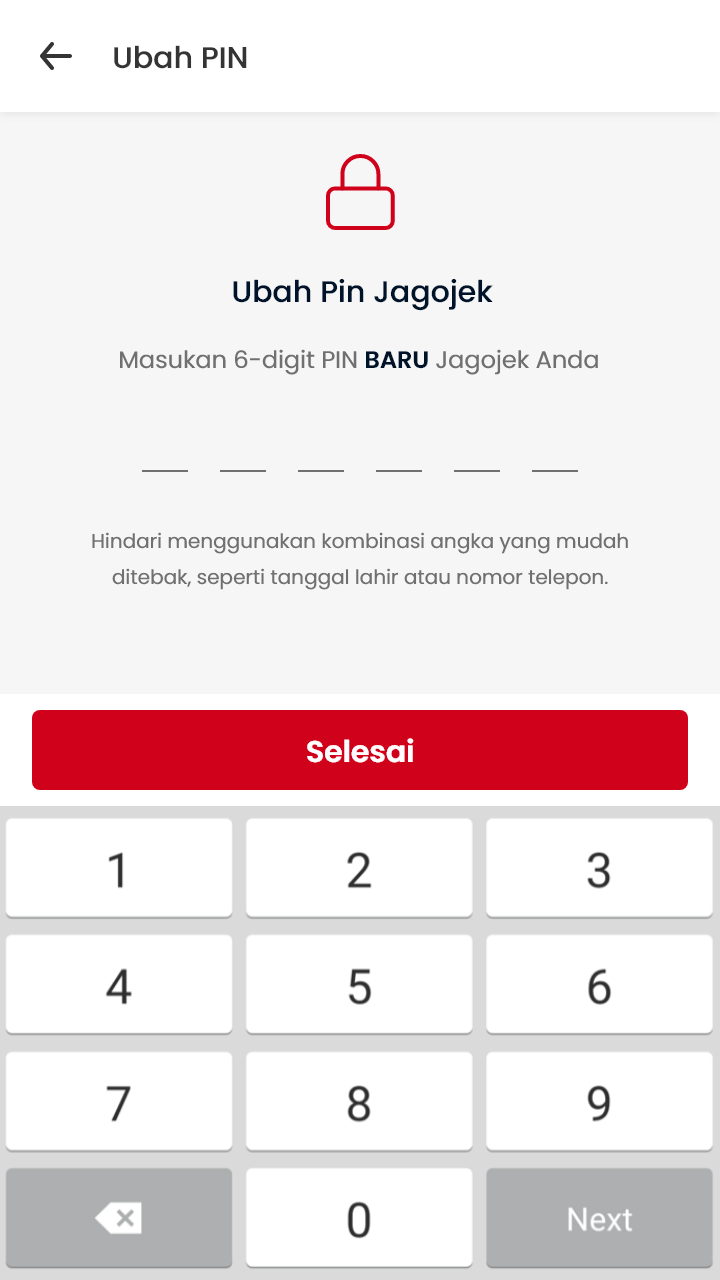 Ubah PIN
Ubah Pin Jagojek
Masukan 6-digit PIN BARU Jagojek Anda
Hindari menggunakan kombinasi angka yang mudah
ditebak, seperti tanggal lahir atau nomor telepon.
Selesai
1 2 3
4 5 6
7 8 9
0 Next